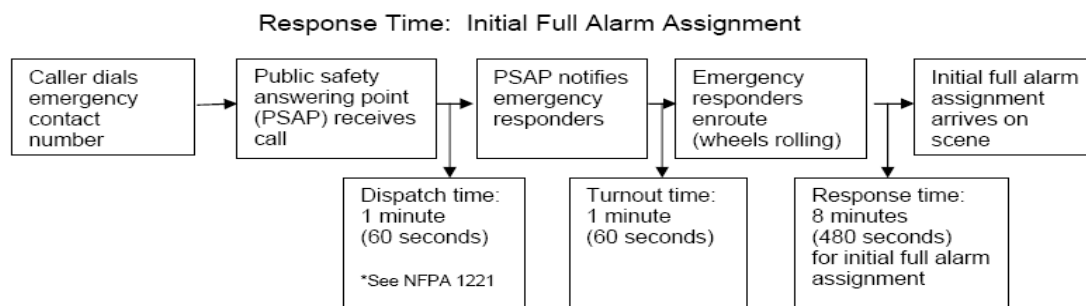 Response Time: Initial Full Alarm Assignment
Caller dials
emergency
contact
number
Public safety
answering point
(PSAP) receives
call
PSAP notifies
emergency
responders
Emergency
responders
enroute
(wheels rolling)
Initial full alarm
assignment
arrives on
scene
Dispatch time:
1 minute
(60 seconds)
*See NFPA 1221
Turnout time:
1 minute
(60 seconds)
Response time:
8 minutes
(480 seconds)
for initial full alarm
assignment